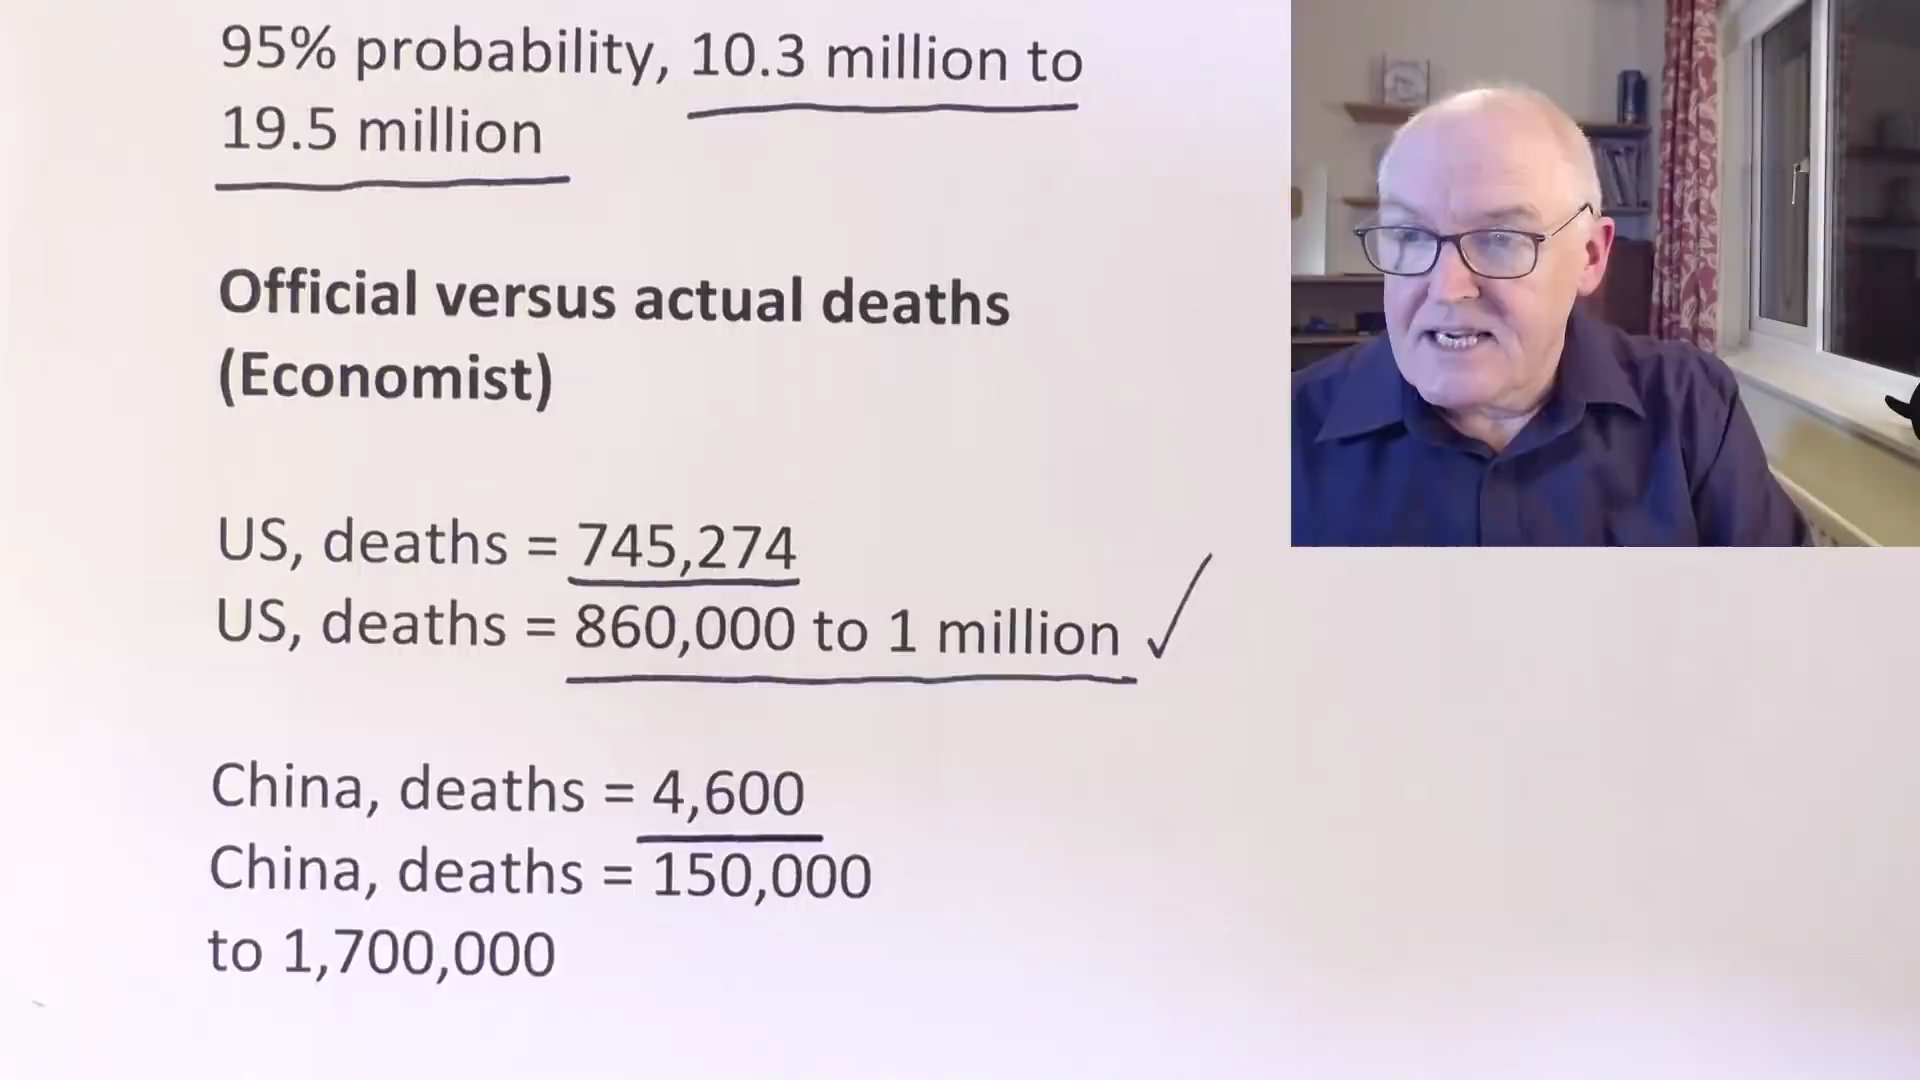 95% probability, 10.3 million to
19.5 million
Official versus actual deaths
(Economist)
US, deaths = 745,274
US, deaths = 860,000 to 1 million
China, deaths = 4,600
China, deaths = 150,000
to 1,700,000